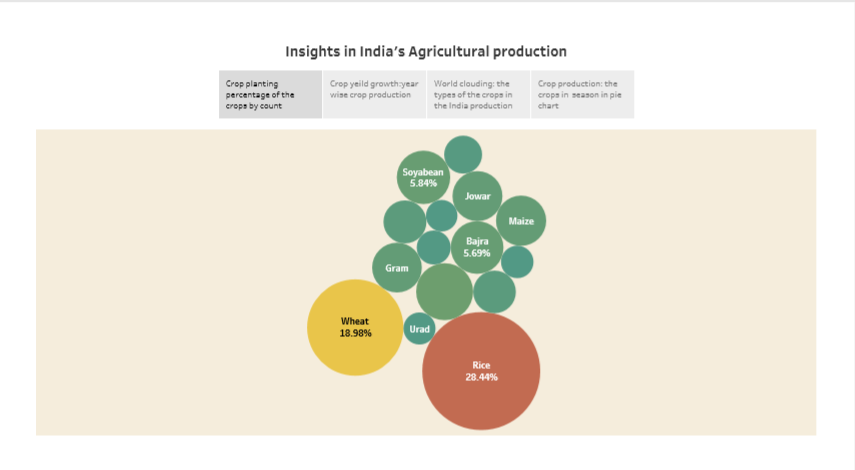 Insights in India's Agricultural production
Crop planting
percentage of the
crops by count
Crop yeild growth:year
wise crop production
World clouding: the
types of the crops in
the India production
Crop production: the
crops in season in pie
chart
Soyabean
5.84%
Jowar
Maize
Bajra
5.69%
Gram
Wheat
18.98%
Urad
Rice
28.44%